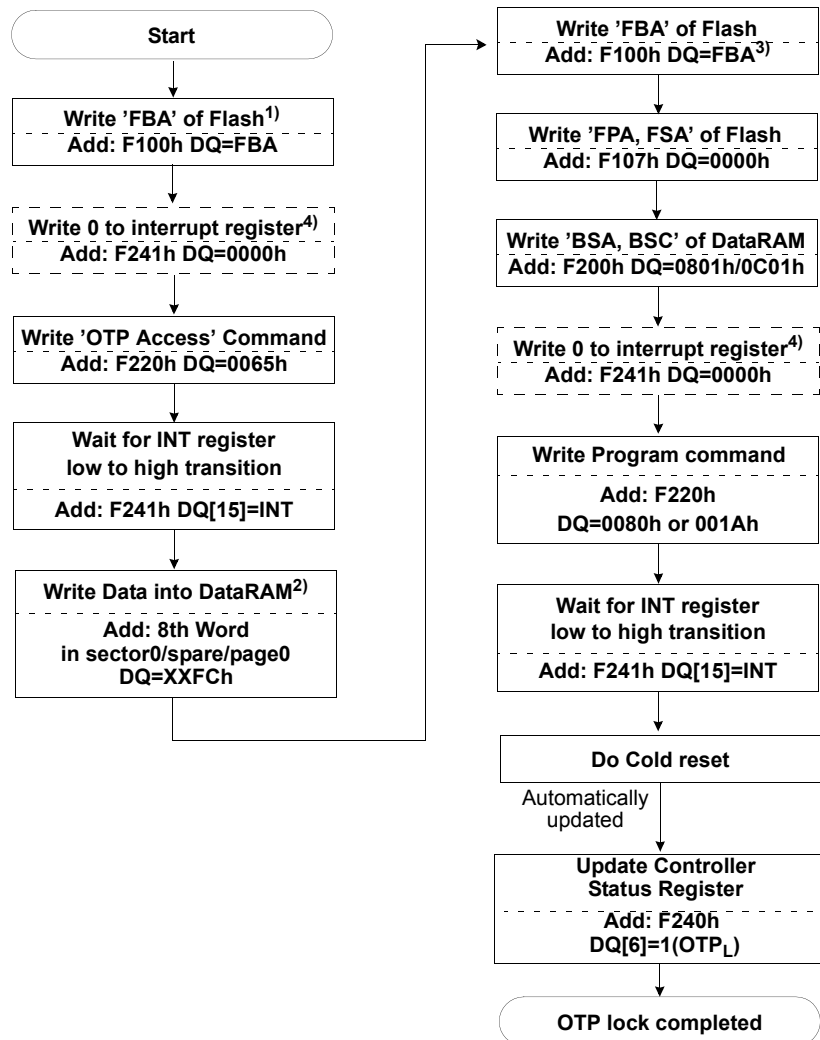 Start
Write ’FBA’ of Flash1)
Add: F100h DQ=FBA
Write 0 to interrupt register4)
Add: F241h DQ=0000h
Write ’OTP Access’ Command
Add: F220h DQ=0065h
Wait for INT register
low to high transition
Add: F241h DQ[15]=INT
Write Data into DataRAM2)
Add: 8th Word
in sector0/spare/page0
DQ=XXFCh
Write ’FBA’ of Flash
Add: F100h DQ=FBA3)
Write ’FPA, FSA’ of Flash
Add: F107h DQ=0000h
Write ’BSA, BSC’ of DataRAM
Add: F200h DQ=0801h/0C01h
Write 0 to interrupt register4)
Add: F241h DQ=0000h
Write Program command
Add: F220h
DQ=0080h or 001Ah
Wait for INT register
low to high transition
Add: F241h DQ[15]=INT
Do Cold reset
Automatically
updated
Update Controller
Status Register
Add: F240h
DQ[6]=1(OTPL)
OTP lock completed